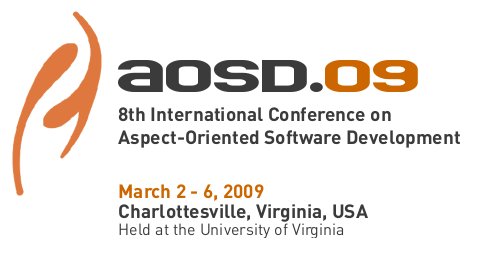 aosd.09
8th International Conference on
Aspect-Oriented Software Development
March 2 - 6, 2009
Charlottesville, Virginia, USA
Held at the University of Virginia